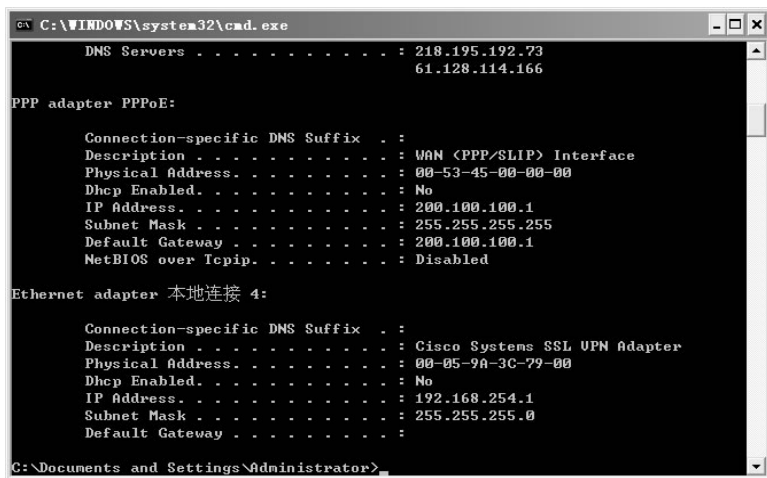 C:\WINDOWS\system32\cmd.exe
DNS Servers . . . . . . . . . . . : 218.195.192.73
61.128.114.166
PPP adapter PPPoE:
Connection-specific DNS Suffix  . :
Description . . . . . . . . . . . : WAN (PPP/SLIP) Interface
Physical Address. . . . . . . . . : 00-53-45-00-00-00
Dhcp Enabled. . . . . . . . . . . : No
IP Address. . . . . . . . . . . . : 200.100.100.1
Subnet Mask . . . . . . . . . . . : 255.255.255.255
Default Gateway . . . . . . . . . : 200.100.100.1
NetBIOS over Tcpip. . . . . . . . : Disabled
Ethernet adapter 本地连接 4:
Connection-specific DNS Suffix  . :
Description . . . . . . . . . . . : Cisco Systems SSL VPN Adapter
Physical Address. . . . . . . . . : 00-05-9A-3C-79-00
Dhcp Enabled. . . . . . . . . . . : No
IP Address. . . . . . . . . . . . : 192.168.254.1
Subnet Mask . . . . . . . . . . . : 255.255.255.0
Default Gateway . . . . . . . . . :
C:\Documents and Settings\Administrator>_